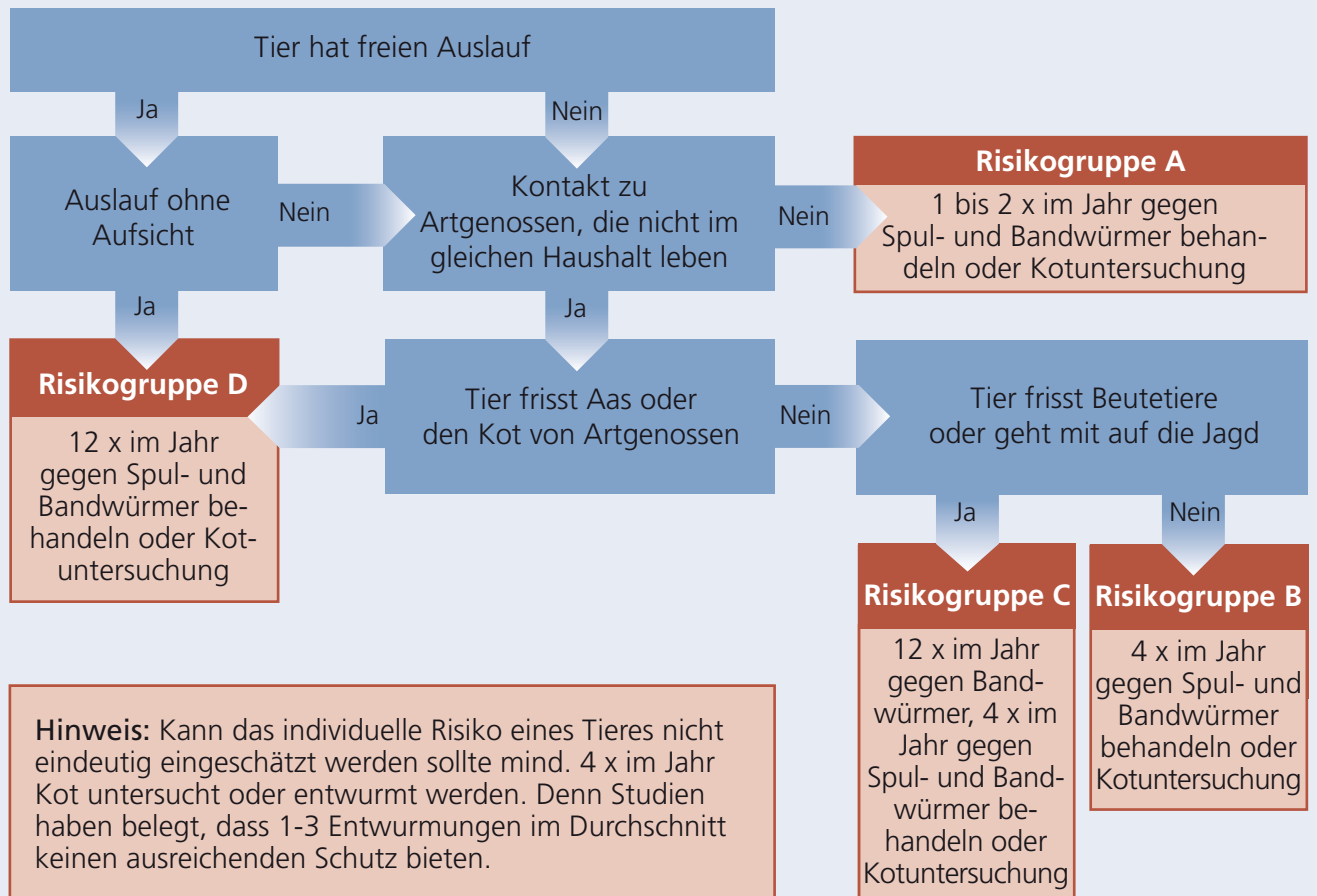 Tier hat freien Auslauf
Ja
Nein
Auslauf ohne
Aufsicht
Nein
Kontakt zu
Artgenossen, die nicht im
gleichen Haushalt leben
Nein
Risikogruppe A
1 bis 2 x im Jahr gegen
Spul- und Bandwürmer behan-
deln oder Kotuntersuchung
Ja
Ja
Risikogruppe D
12 x im Jahr
gegen Spul- und
Bandwürmer be-
handeln oder Kot-
untersuchung
Ja
Tier frisst Aas oder
den Kot von Artgenossen
Nein
Tier frisst Beutetiere
oder geht mit auf die Jagd
Ja
Nein
Risikogruppe C
12 x im Jahr
gegen Band-
würmer, 4 x im
Jahr gegen
Spul- und Band-
würmer be-
handeln oder
Kotuntersuchung
Risikogruppe B
4 x im Jahr
gegen Spul- und
Bandwürmer
behandeln oder
Kotuntersuchung
Hinweis: Kann das individuelle Risiko eines Tieres nicht
eindeutig eingeschätzt werden sollte mind. 4 x im Jahr
Kot untersucht oder entwurmt werden. Denn Studien
haben belegt, dass 1-3 Entwurmungen im Durchschnitt
keinen ausreichenden Schutz bieten.